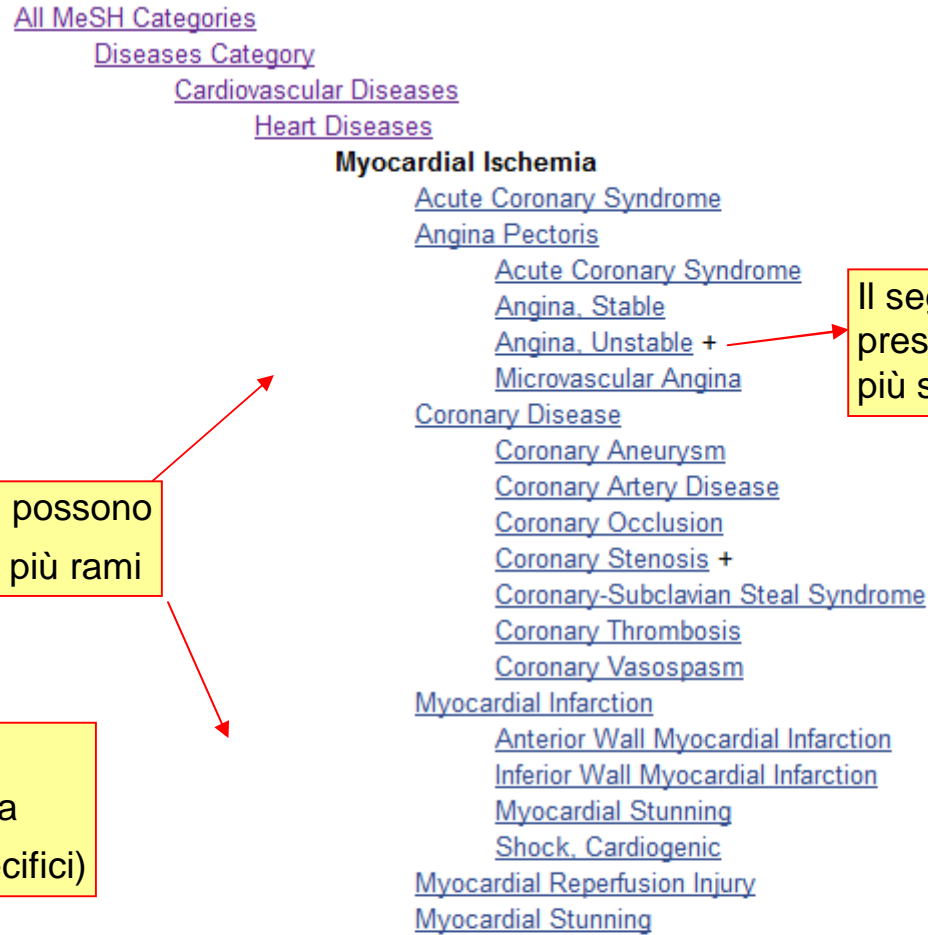 All MeSH Categories
Diseases Category
Cardiovascular Diseases
Heart Diseases
Myocardial Ischemia
Acute Coronary Syndrome
Angina Pectoris
Acute Coronary Syndrome
Angina, Stable
Angina, Unstable +
Microvascular Angina
Il
più
Coronary Disease
Coronary Aneurysm
Coronary Artery Disease
Coronary Occlusion
Coronary Stenosis +
Coronary-Subclavian Steal Syndrome
Coronary Thrombosis
Coronary Vasospasm
possono
più rami
Myocardial Infarction
Anterior Wall Myocardial Infarction
Inferior Wall Myocardial Infarction
Myocardial Stunning
Shock, Cardiogenic
Myocardial Reperfusion Injury
Myocardial Stunning